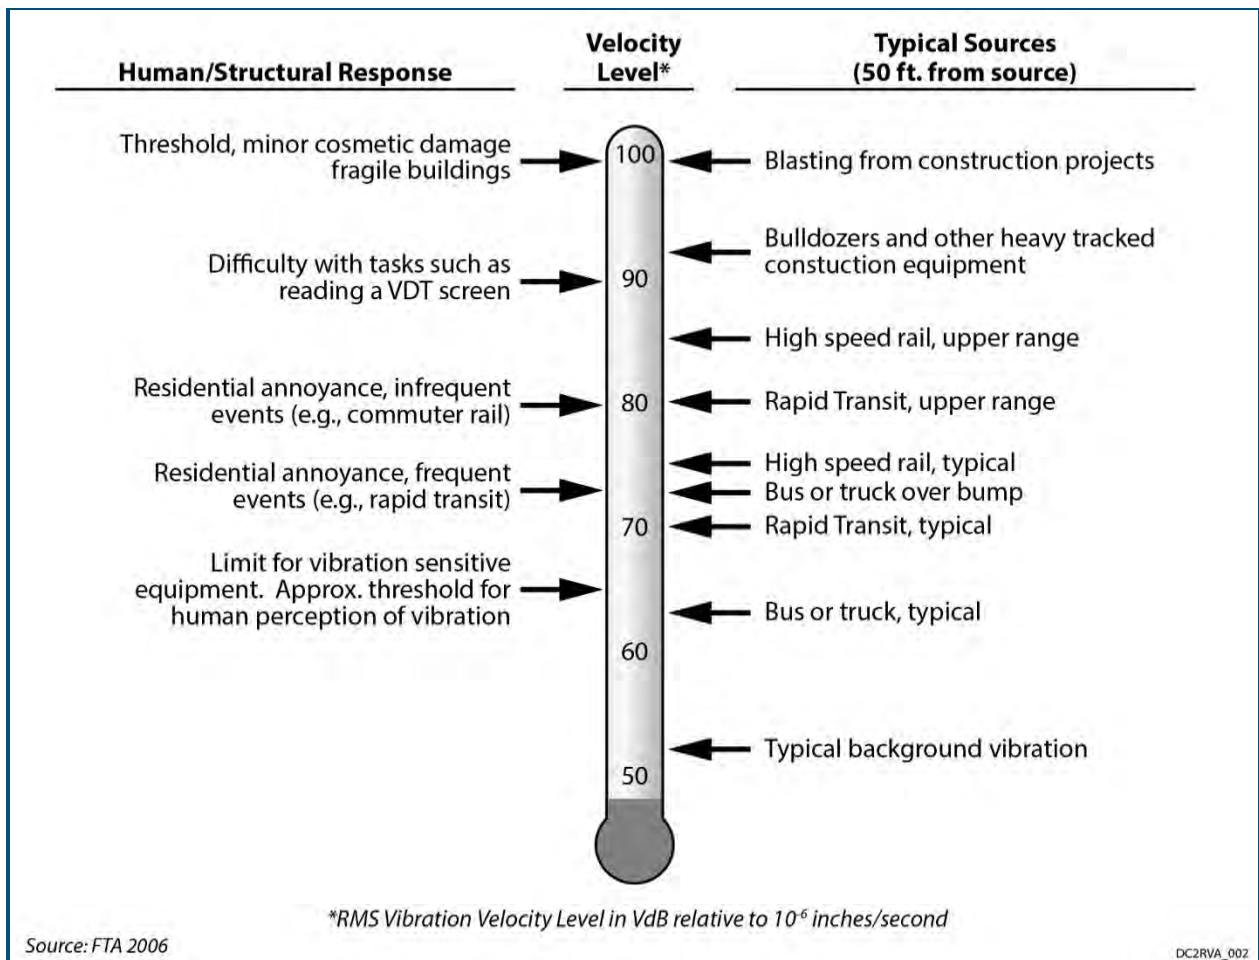 Human/Structural Response
Velocity
Level*
Typical Sources
(50 ft. from source)
Threshold, minor cosmetic damage
fragile buildings
Difficulty with tasks such as
reading a VDT screen
Residential annoyance, infrequent
events (e.g., commuter rail)
Residential annoyance, frequent
events (e.g., rapid transit)
Limit for vibration sensitive
equipment. Approx. threshold for
human perception of vibration
100
90
80
70
60
50
Blasting from construction projects
Bulldozers and other heavy tracked
constuction equipment
High speed rail, upper range
Rapid Transit, upper range
High speed rail, typical
Bus or truck over bump
Rapid Transit, typical
Bus or truck, typical
Typical background vibration
*RMS Vibration Velocity Level in VdB relative to 10⁻⁶ inches/second
Source: FTA 2006
DC2RVA_002